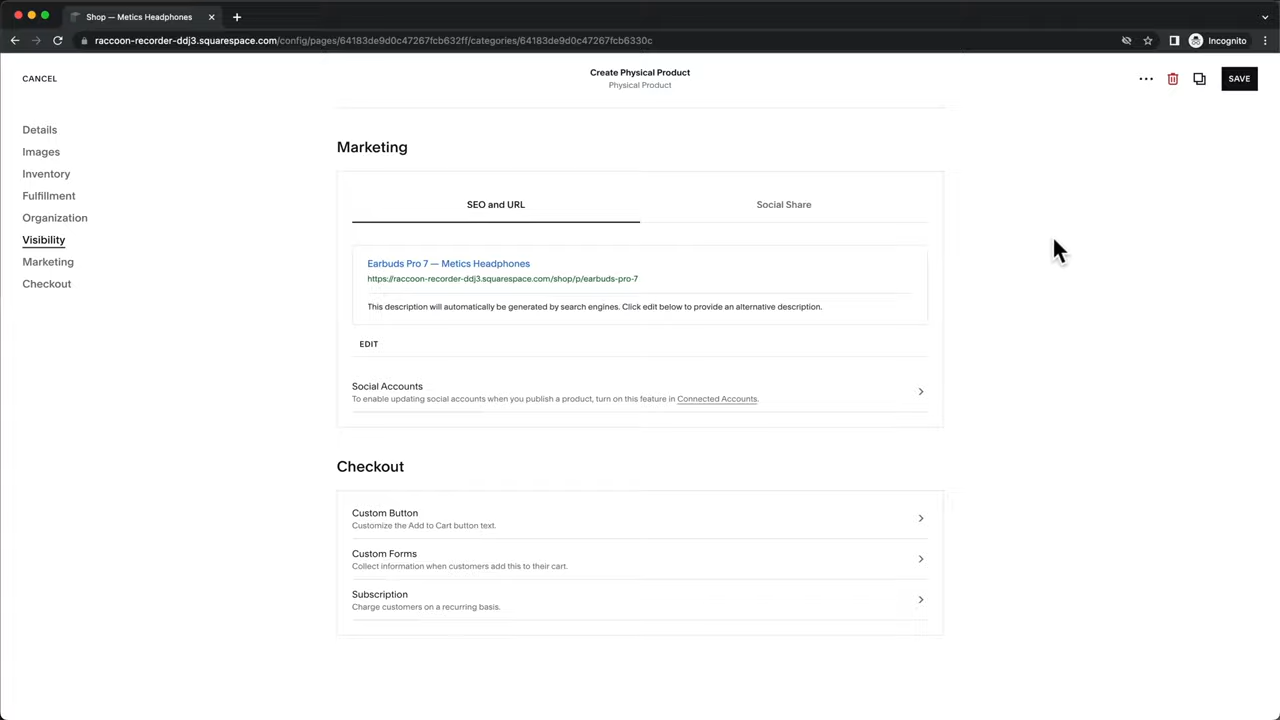 Shop — Metics Headphones
raccoon-recorder-ddj3.squarespace.com/config/pages/64183de9d0c47267fcb632ff/categories/64183de9d0c47267fcb6330c
Incognito
CANCEL
Create Physical Product
Physical Product
SAVE
Details
Images
Inventory
Fulfillment
Organization
Visibility
Marketing
Checkout
Marketing
SEO and URL
Social Share
Earbuds Pro 7 — Metics Headphones
https://raccoon-recorder-ddj3.squarespace.com/shop/p/earbuds-pro-7
This description will automatically be generated by search engines. Click edit below to provide an alternative description.
EDIT
Social Accounts
To enable updating social accounts when you publish a product, turn on this feature in Connected Accounts.
Checkout
Custom Button
Customize the Add to Cart button text.
Custom Forms
Collect information when customers add this to their cart.
Subscription
Charge customers on a recurring basis.